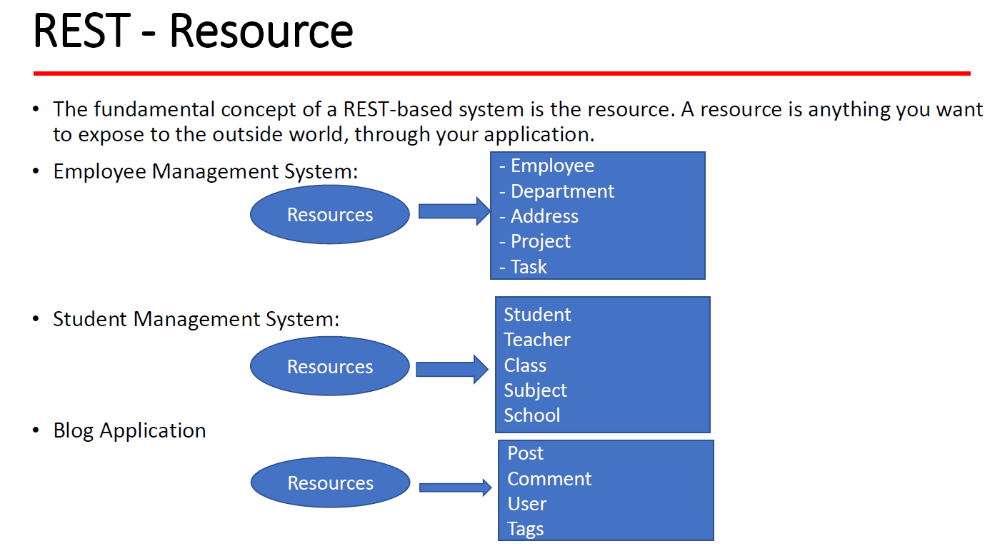 REST - Resource
• The fundamental concept of a REST-based system is the resource. A resource is anything you want
to expose to the outside world, through your application.
• Employee Management System:
Resources
- Employee
- Department
- Address
- Project
- Task
• Student Management System:
Resources
Student
Teacher
Class
Subject
School
• Blog Application
Resources
Post
Comment
User
Tags